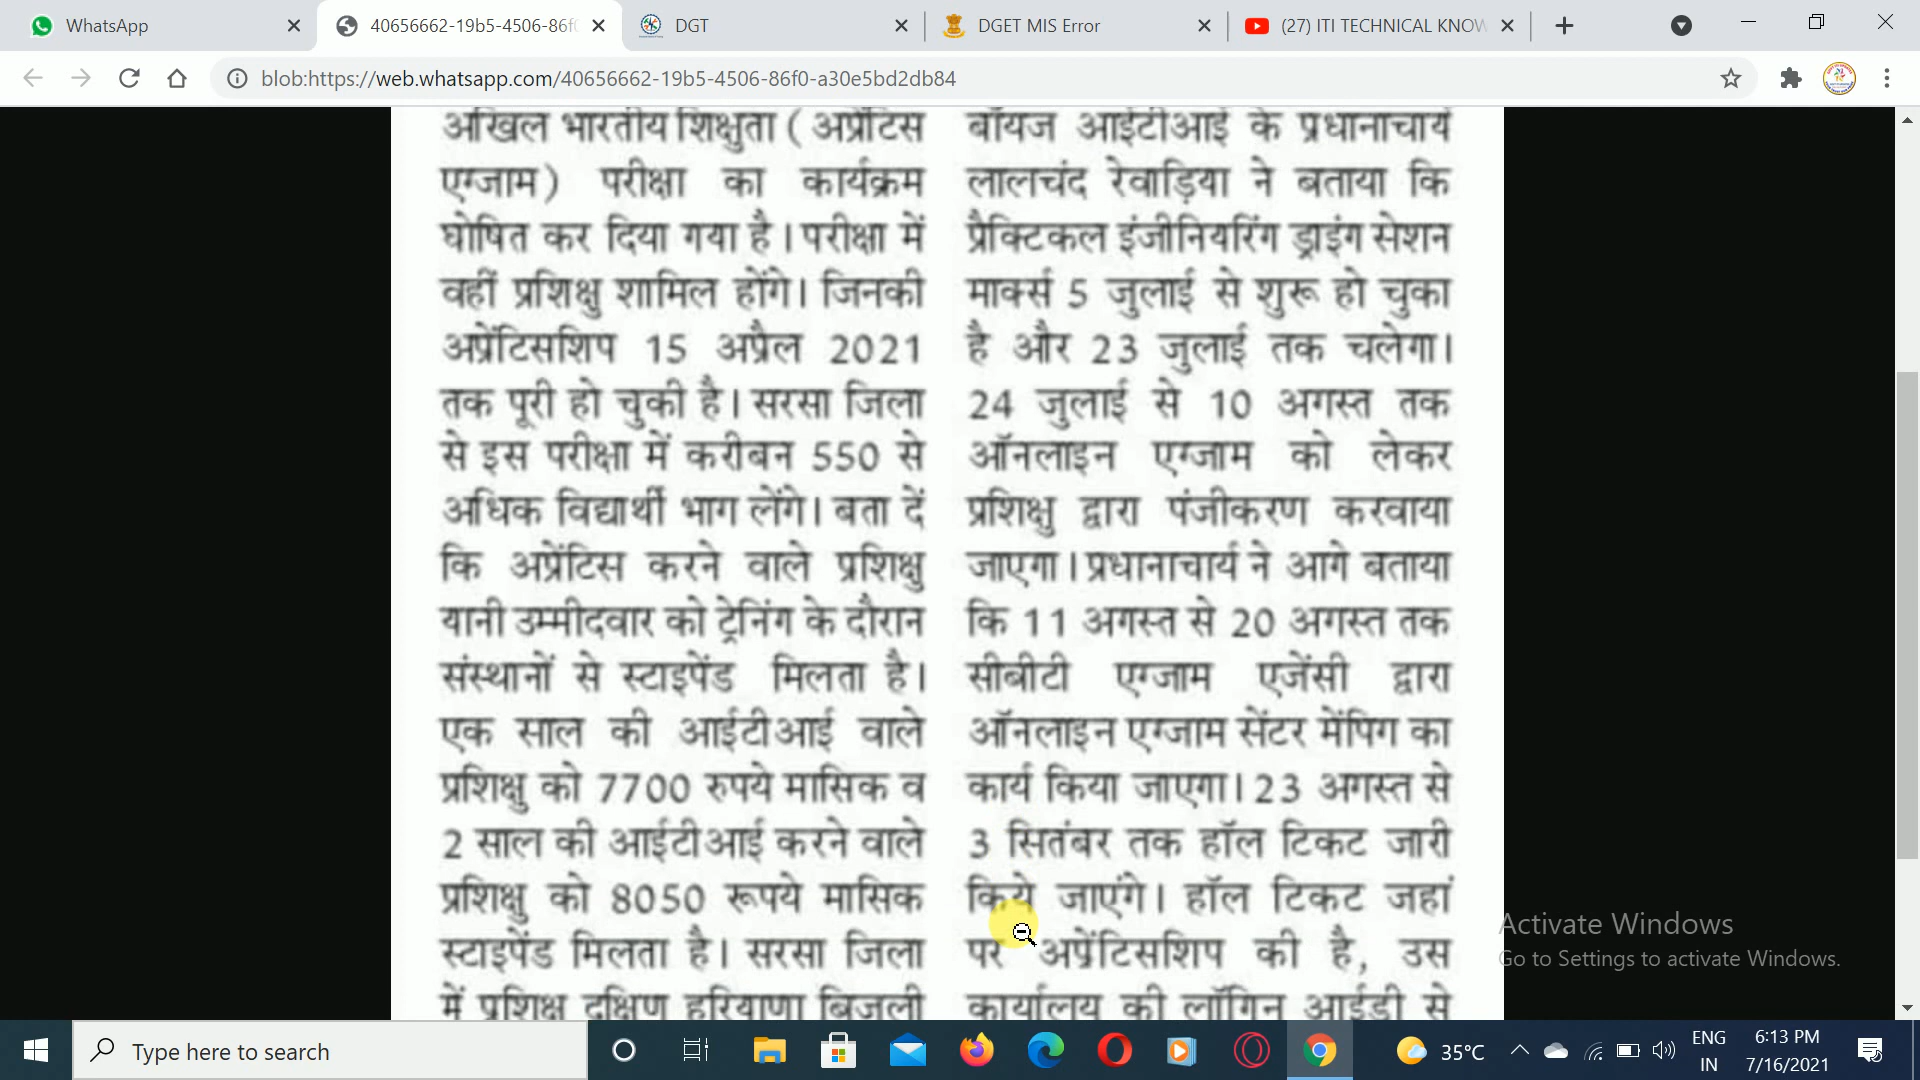 WhatsApp
40656662-19b5-4506-86f
DGT
DGET MIS Error
(27) ITI TECHNICAL KNOW
blob:https://web.whatsapp.com/40656662-19b5-4506-86f0-a30e5bd2db84
अखिल भारतीय शिक्षुता ( अप्रेंटिस
एग्जाम) परीक्षा का कार्यक्रम
घोषित कर दिया गया है। परीक्षा में
वहीं प्रशिक्षु शामिल होंगे। जिनकी
अप्रेंटिसशिप 15 अप्रैल 2021
तक पूरी हो चुकी है। सरसा जिला
से इस परीक्षा में करीबन 550 से
अधिक विद्यार्थी भाग लेंगे। बता दें
कि अप्रेंटिस करने वाले प्रशिक्षु
यानी उम्मीदवार को ट्रेनिंग के दौरान
संस्थानों से स्टाइपेंड मिलता है।
एक साल की आईटीआई वाले
प्रशिक्षु को 7700 रुपये मासिक व
2 साल की आईटीआई करने वाले
प्रशिक्षु को 8050 रूपये मासिक
स्टाइपेंड मिलता है। सरसा जिला
में प्रशिक्षु दक्षिण हरियाणा बिजली
बॉयज आईटीआई के प्रधानाचार्य
लालचंद रेवाड़िया ने बताया कि
प्रैक्टिकल इंजीनियरिंग ड्राइंग सेशन
मार्क्स 5 जुलाई से शुरू हो चुका
है और 23 जुलाई तक चलेगा।
24 जुलाई से 10 अगस्त तक
ऑनलाइन एग्जाम को लेकर
प्रशिक्षु द्वारा पंजीकरण करवाया
जाएगा। प्रधानाचार्य ने आगे बताया
कि 11 अगस्त से 20 अगस्त तक
सीबीटी एग्जाम एजेंसी द्वारा
ऑनलाइन एग्जाम सेंटर मेंपिग का
कार्य किया जाएगा। 23 अगस्त से
3 सितंबर तक हॉल टिकट जारी
किये जाएंगे। हॉल टिकट जहां
पर अप्रेंटिसशिप की है, उस
कार्यालय की लॉगिन आईडी से
Activate Windows
Go to Settings to activate Windows.
Type here to search
35°C
ENG
IN
6:13 PM
7/16/2021